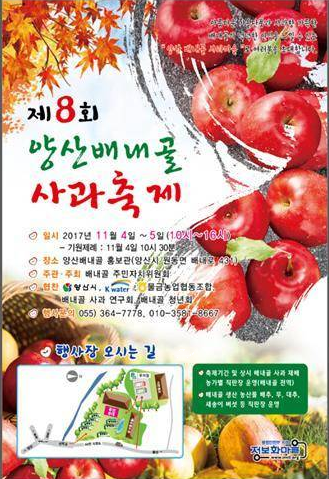 제8회
양산배내골
사과축제
일시 2017년 11월 4일 ~ 5일 (10시~16시)
- 기원제례 : 11월 4일 10시 30분
장소 양산배내골 홍보관(양산시 원동면 배내로
주관·주최 배내골 주민자치위원회
협찬 양산시, K water 물금농업협동조합,
배내골 사과 연구회, 배내골 청년회
행사문의 055) 364-7778, 010-3581-8667
행사장 오시는 길
축제기간 및 상시 배내골 사과 재배
농가별 직판장 운영(배내골 전역)
배내골 생산 농산물 배추, 무, 대추,
새송이 버섯 등 직판장 운영
정보화마을